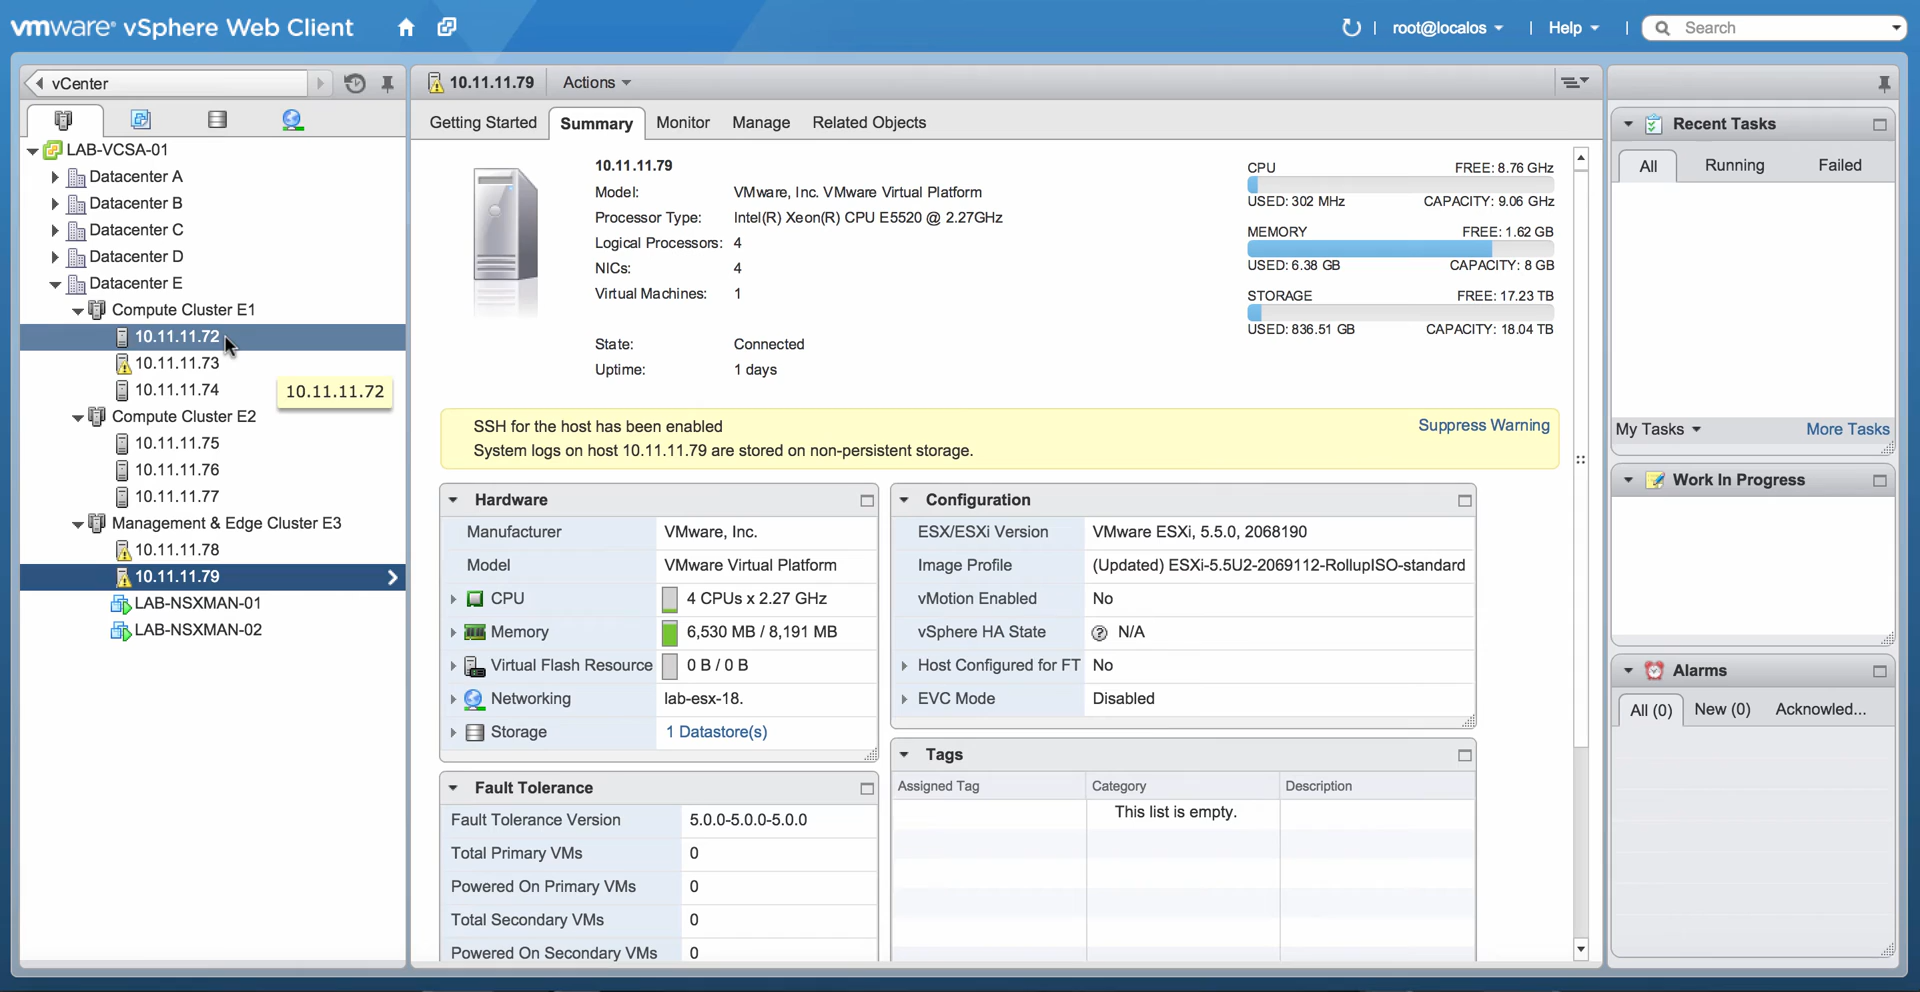 vmware® vSphere Web Client
root@localos
Help
Search
vCenter
LAB-VCSA-01
Datacenter A
Datacenter B
Datacenter C
Datacenter D
Datacenter E
Compute Cluster E1
10.11.11.72
10.11.11.73
10.11.11.74
10.11.11.72
Compute Cluster E2
10.11.11.75
10.11.11.76
10.11.11.77
Management & Edge Cluster E3
10.11.11.78
10.11.11.79
LAB-NSXMAN-01
LAB-NSXMAN-02
10.11.11.79 Actions
Getting Started Summary Monitor Manage Related Objects
10.11.11.79
Model: VMware, Inc. VMware Virtual Platform
Processor Type: Intel(R) Xeon(R) CPU E5520 @ 2.27GHz
Logical Processors: 4
NICs: 4
Virtual Machines: 1
State: Connected
Uptime: 1 days
CPU FREE: 8.76 GHz
USED: 302 MHz CAPACITY: 9.06 GHz
MEMORY FREE: 1.62 GB
USED: 6.38 GB CAPACITY: 8 GB
STORAGE FREE: 17.23 TB
USED: 836.51 GB CAPACITY: 18.04 TB
SSH for the host has been enabled
Suppress Warning
System logs on host 10.11.11.79 are stored on non-persistent storage.
Hardware
Manufacturer VMware, Inc.
Model VMware Virtual Platform
CPU 4 CPUs x 2.27 GHz
Memory 6,530 MB / 8,191 MB
Virtual Flash Resource 0 B / 0 B
Networking lab-esx-18.
Storage 1 Datastore(s)
Fault Tolerance
Fault Tolerance Version 5.0.0-5.0.0-5.0.0
Total Primary VMs 0
Powered On Primary VMs 0
Total Secondary VMs 0
Powered On Secondary VMs 0
Configuration
ESX/ESXi Version VMware ESXi, 5.5.0, 2068190
Image Profile (Updated) ESXi-5.5U2-2069112-RollupISO-standard
vMotion Enabled No
vSphere HA State N/A
Host Configured for FT No
EVC Mode Disabled
Tags
Assigned Tag Category Description
This list is empty.
Recent Tasks
All Running Failed
My Tasks More Tasks
Work In Progress
Alarms
All (0) New (0) Acknowled...